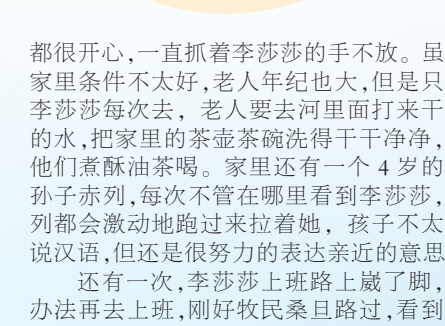 都很开心,一直抓着李莎莎的手不放。虽
家里条件不太好,老人年纪也大,但是只
李莎莎每次去，老人要去河里面打来干
的水,把家里的茶壶茶碗洗得干干净净,
他们煮酥油茶喝。家里还有一个 4 岁的
孙子赤列,每次不管在哪里看到李莎莎,
列都会激动地跑过来拉着她，孩子不太
说汉语,但还是很努力的表达亲近的意思
还有一次,李莎莎上班路上崴了脚,
办法再去上班,刚好牧民桑旦路过,看到